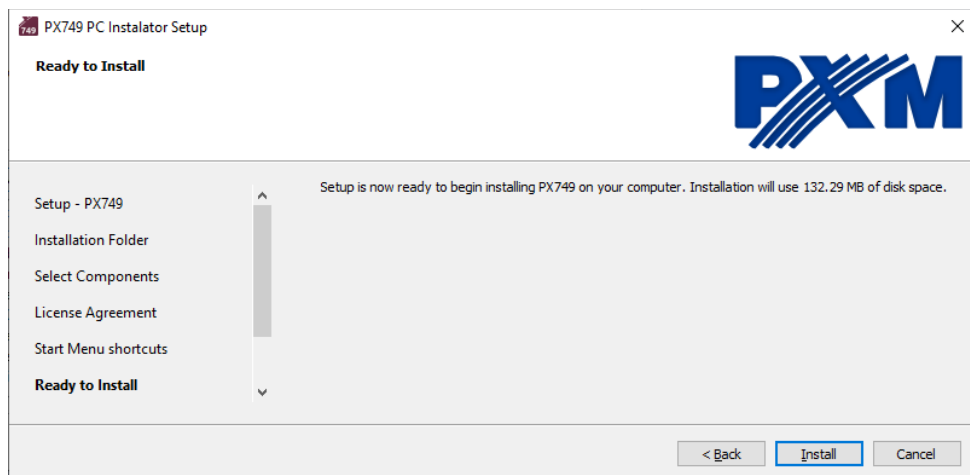 749 PX749 PC Instalator Setup
Ready to Install
PXM
Setup - PX749
Installation Folder
Select Components
License Agreement
Start Menu shortcuts
Ready to Install
Setup is now ready to begin installing PX749 on your computer. Installation will use 132.29 MB of disk space.
< Back Install Cancel